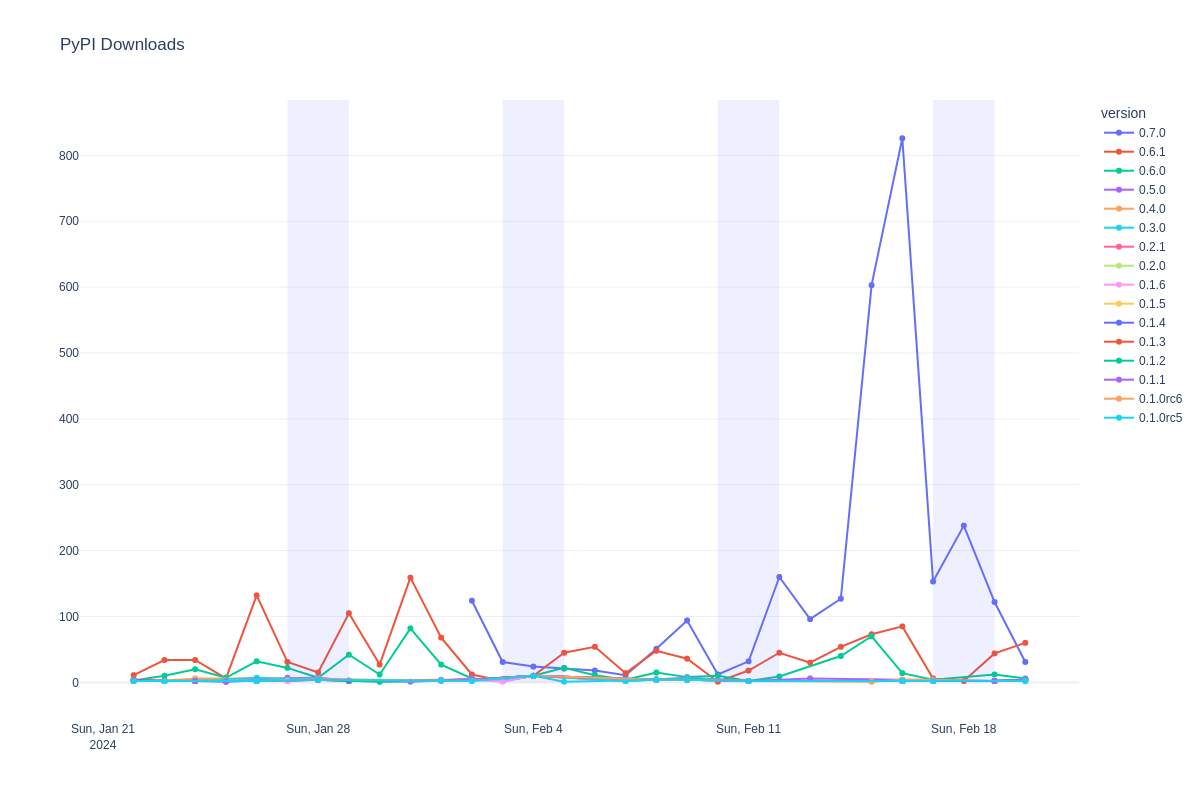 PyPI Downloads
version
0.7.0
0.6.1
0.6.0
0.5.0
0.4.0
0.3.0
0.2.1
0.2.0
0.1.6
0.1.5
0.1.4
0.1.3
0.1.2
0.1.1
0.1.0rc6
0.1.0rc5
800
700
600
500
400
300
200
100
0
Sun, Jan 21
2024
Sun, Jan 28
Sun, Feb 4
Sun, Feb 11
Sun, Feb 18